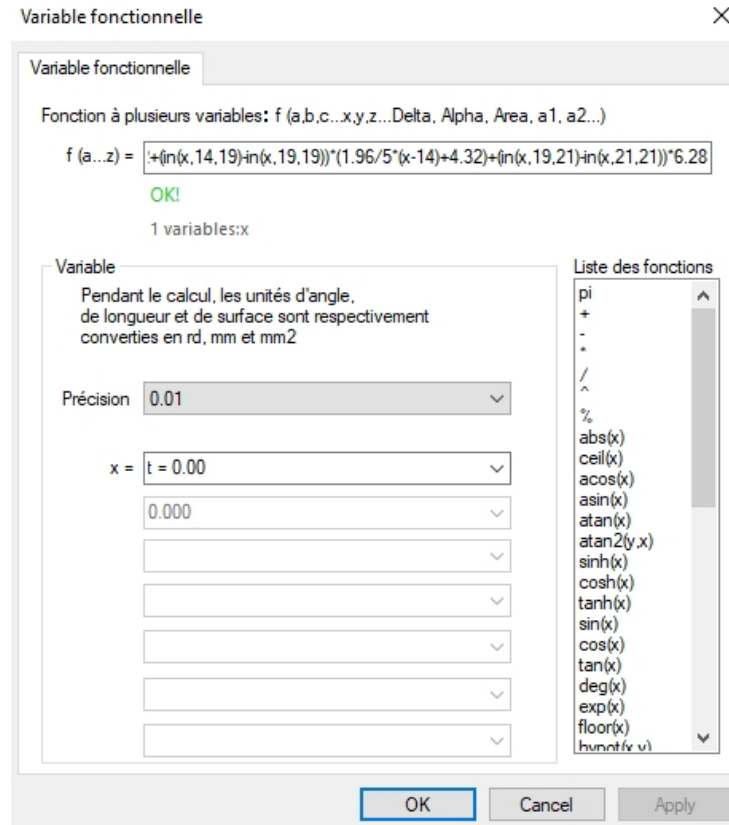 Variable fonctionnelle
Variable fonctionnelle
Fonction à plusieurs variables: f (a,b,c...x,y,z...Delta, Alpha, Area, a1, a2...)
f (a...z) = +(in(x,14,19)-in(x,19,19))*(1.96/5*(x-14)+4.32)+(in(x,19,21)-in(x,21,21))*6.28
OK!
1 variables:x
Variable
Pendant le calcul, les unités d'angle,
de longueur et de surface sont respectivement
converties en rd, mm et mm2
Précision 0.01
x = t = 0.00
0.000
Liste des fonctions
pi
+
-
*
/
^
%
abs(x)
ceil(x)
acos(x)
asin(x)
atan(x)
atan2(y,x)
sinh(x)
cosh(x)
tanh(x)
sin(x)
cos(x)
tan(x)
deg(x)
exp(x)
floor(x)
hypot(x,y)
OK Cancel Apply